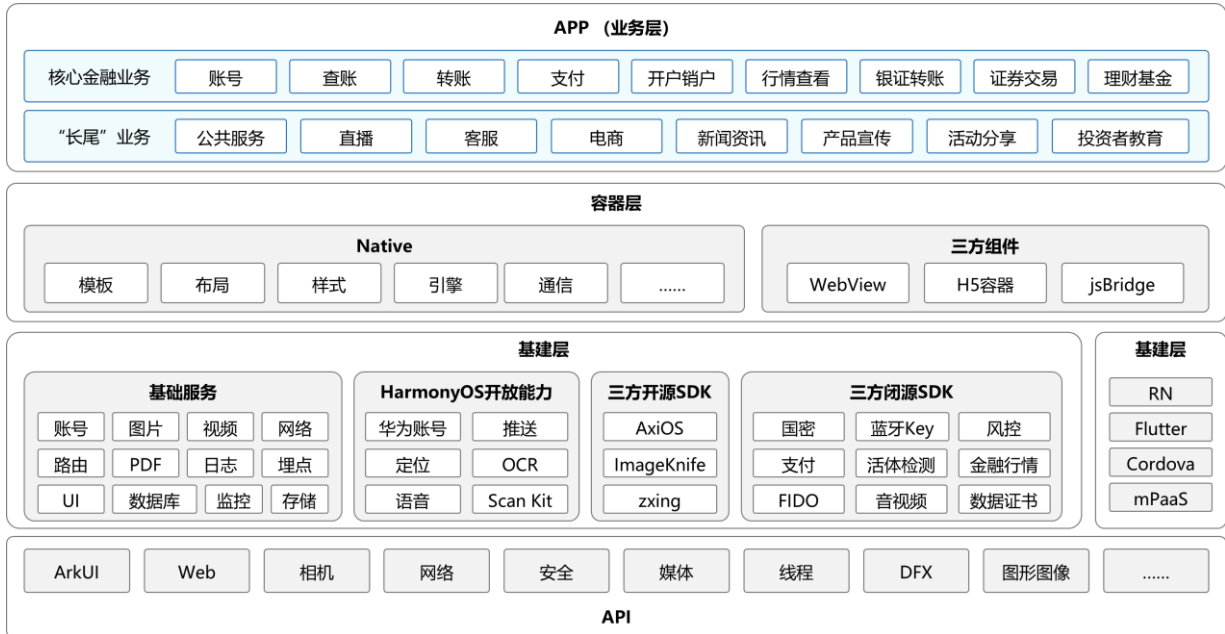 APP （业务层）
核心金融业务 账号 查账 转账 支付 开户销户 行情查看 银证转账 证券交易 理财基金
“长尾”业务 公共服务 直播 客服 电商 新闻资讯 产品宣传 活动分享 投资者教育
容器层
Native
模板 布局 样式 引擎 通信 ……
三方组件
WebView H5容器 jsBridge
基建层
基础服务
账号 图片 视频 网络
路由 PDF 日志 埋点
UI 数据库 监控 存储
HarmonyOS开放能力
华为账号 推送
定位 OCR
语音 Scan Kit
三方开源SDK
AxiOS
ImageKnife
zxing
三方闭源SDK
国密 蓝牙Key 风控
支付 活体检测 金融行情
FIDO 音视频 数据证书
基建层
RN
Flutter
Cordova
mPaaS
ArkUI Web 相机 网络 安全 媒体 线程 DFX 图形图像 ……
API